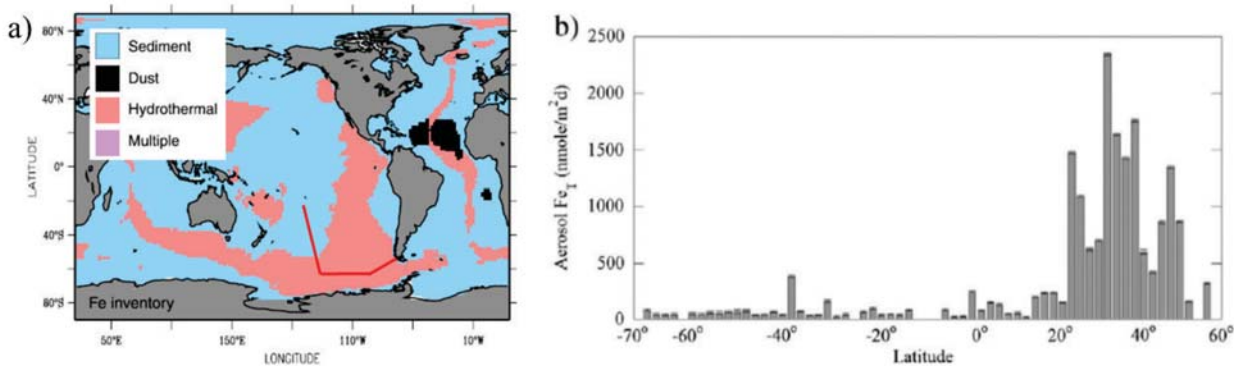 a)
80°N
40°N
0°
40°S
80°S
LATITUDE
Sediment
Dust
Hydrothermal
Multiple
Fe inventory
50°E 150°E 110°W 10°W
LONGITUDE
b)
2500
2000
1500
1000
500
0
Aerosol Fe_T (nmole/m²d)
-70° -60° -40° -20° 0° 20° 40° 60°
Latitude